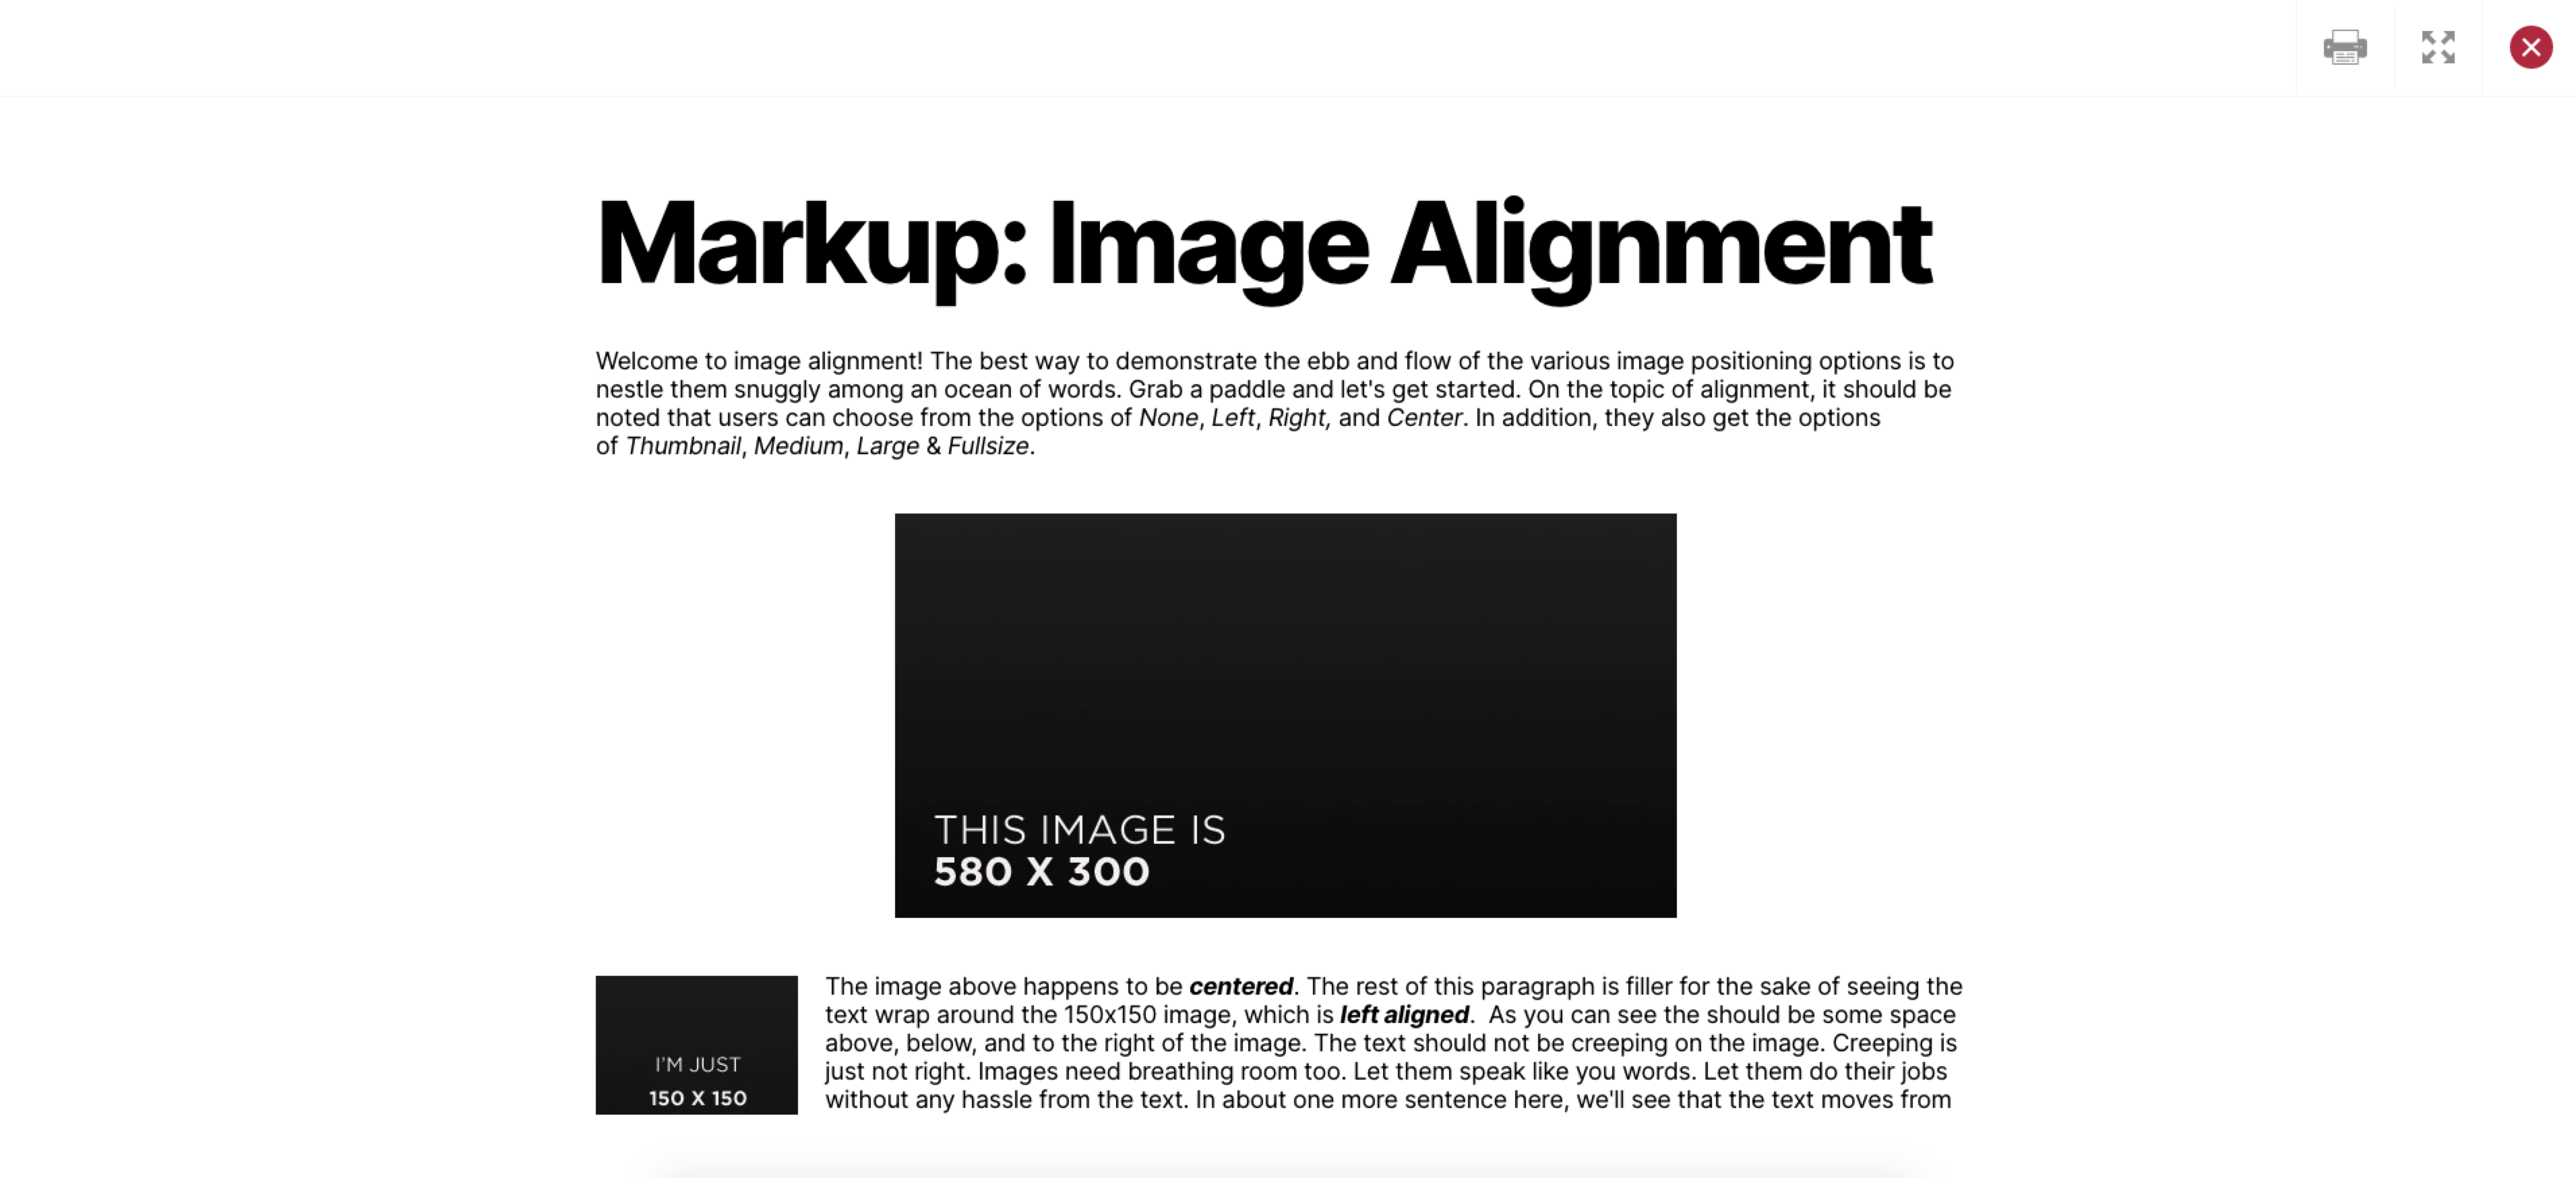 Markup: Image Alignment
Welcome to image alignment! The best way to demonstrate the ebb and flow of the various image positioning options is to
nestle them snuggly among an ocean of words. Grab a paddle and let's get started. On the topic of alignment, it should be
noted that users can choose from the options of None, Left, Right, and Center. In addition, they also get the options
of Thumbnail, Medium, Large & Fullsize.
THIS IMAGE IS
580 X 300
I'M JUST
150 X 150
The image above happens to be centered. The rest of this paragraph is filler for the sake of seeing the
text wrap around the 150x150 image, which is left aligned.  As you can see the should be some space
above, below, and to the right of the image. The text should not be creeping on the image. Creeping is
just not right. Images need breathing room too. Let them speak like you words. Let them do their jobs
without any hassle from the text. In about one more sentence here, we'll see that the text moves from